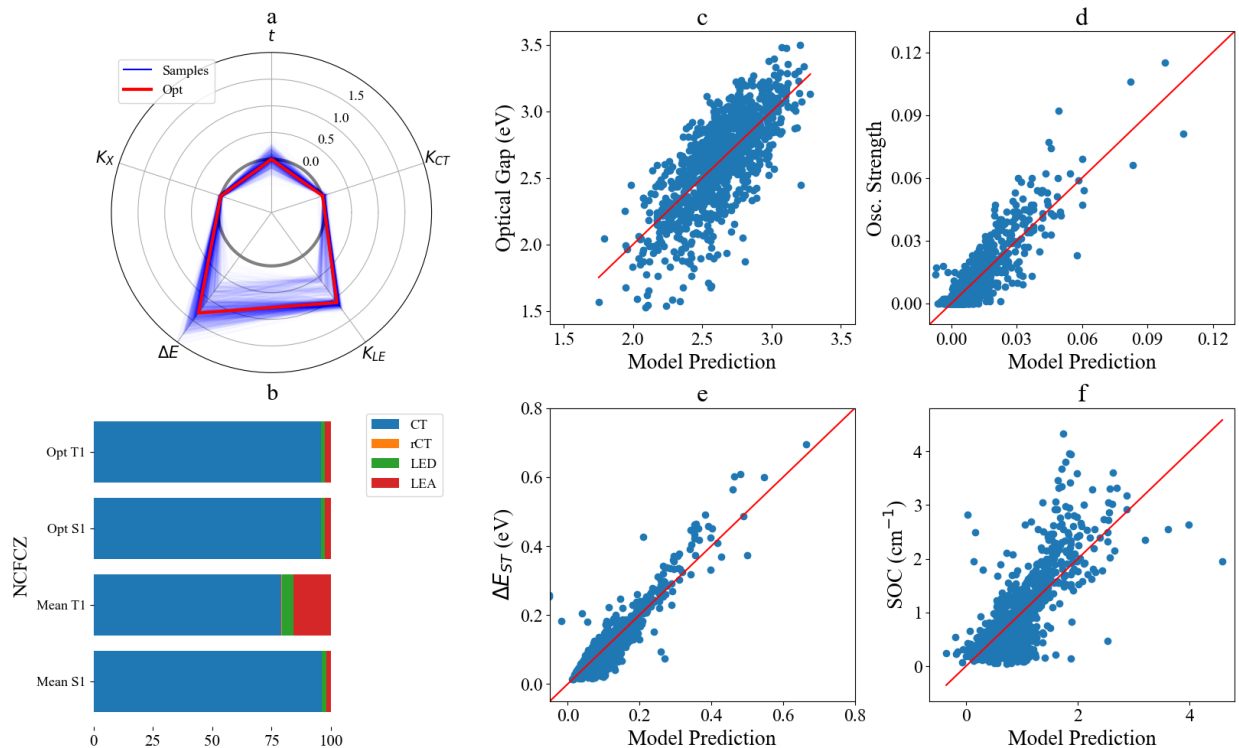 a
t
Samples
Opt
1.5
1.0
0.5
0.0
K_X
K_CT
ΔE
K_LE
b
NCFCZ
Opt T1
Opt S1
Mean T1
Mean S1
0 25 50 75 100
CT
rCT
LED
LEA
c
Optical Gap (eV)
3.5
3.0
2.5
2.0
1.5
1.5 2.0 2.5 3.0 3.5
Model Prediction
d
Osc. Strength
0.12
0.09
0.06
0.03
0.00
0.00 0.03 0.06 0.09 0.12
Model Prediction
e
ΔE_ST (eV)
0.8
0.6
0.4
0.2
0.0
0.0 0.2 0.4 0.6 0.8
Model Prediction
f
SOC (cm⁻¹)
4
3
2
1
0
0 2 4
Model Prediction